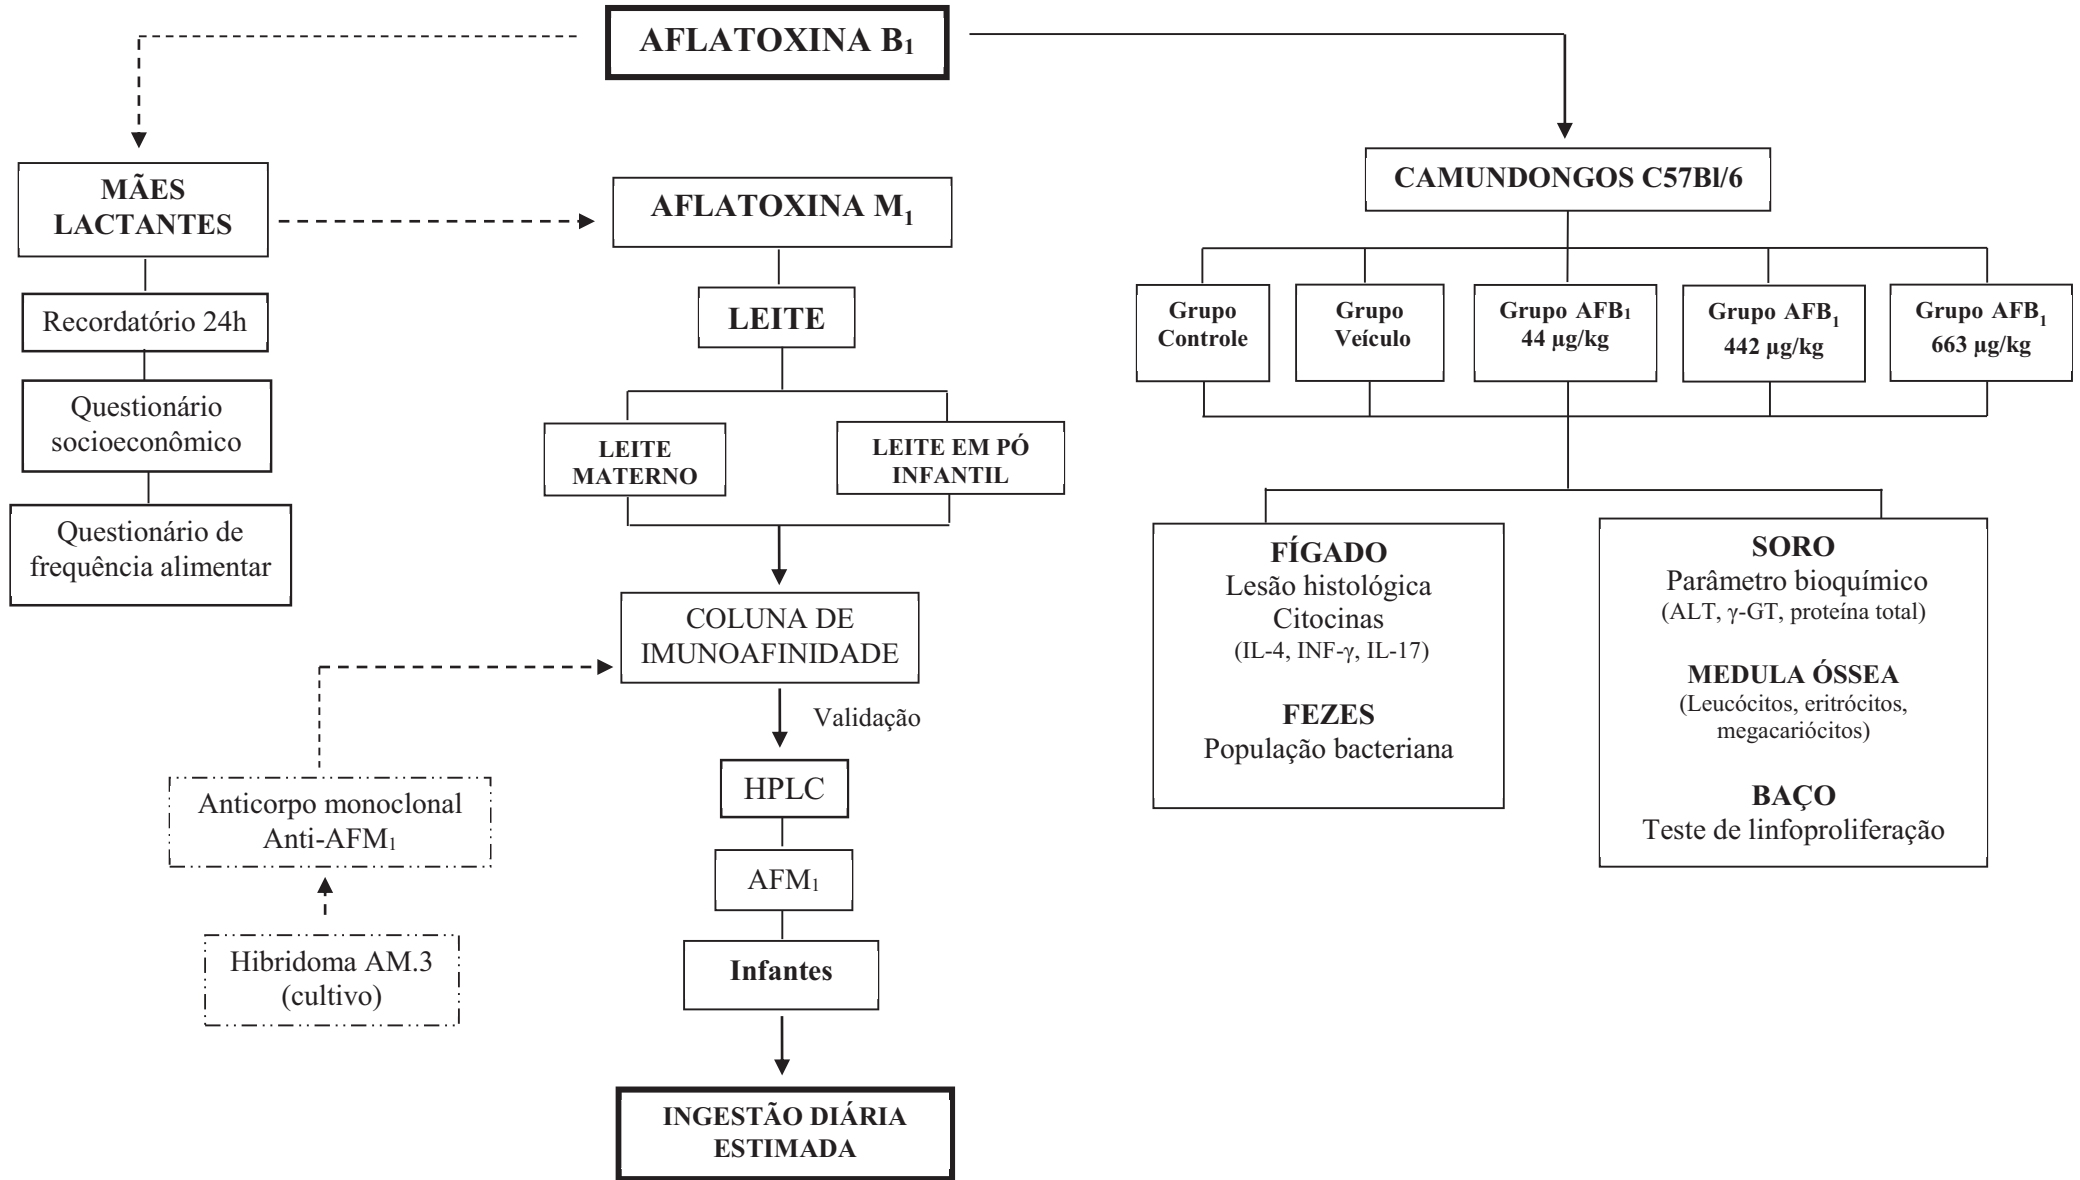 AFLATOXINA B₁
MÃES
LACTANTES
Recordatório 24h
Questionário
socioeconômico
Questionário de
frequência alimentar
AFLATOXINA M₁
LEITE
LEITE
MATERNO
LEITE EM PÓ
INFANTIL
COLUNA DE
IMUNOAFINIDADE
Validação
HPLC
AFM₁
Infantes
INGESTÃO DIÁRIA
ESTIMADA
Anticorpo monoclonal
Anti-AFM₁
Hibridoma AM.3
(cultivo)
CAMUNDONGOS C57Bl/6
Grupo
Controle
Grupo
Veículo
Grupo AFB₁
44 µg/kg
Grupo AFB₁
442 µg/kg
Grupo AFB₁
663 µg/kg
FÍGADO
Lesão histológica
Citocinas
(IL-4, INF-γ, IL-17)
FEZES
População bacteriana
SORO
Parâmetro bioquímico
(ALT, γ-GT, proteína total)
MEDULA ÓSSEA
(Leucócitos, eritrócitos,
megacariócitos)
BAÇO
Teste de linfoproliferação